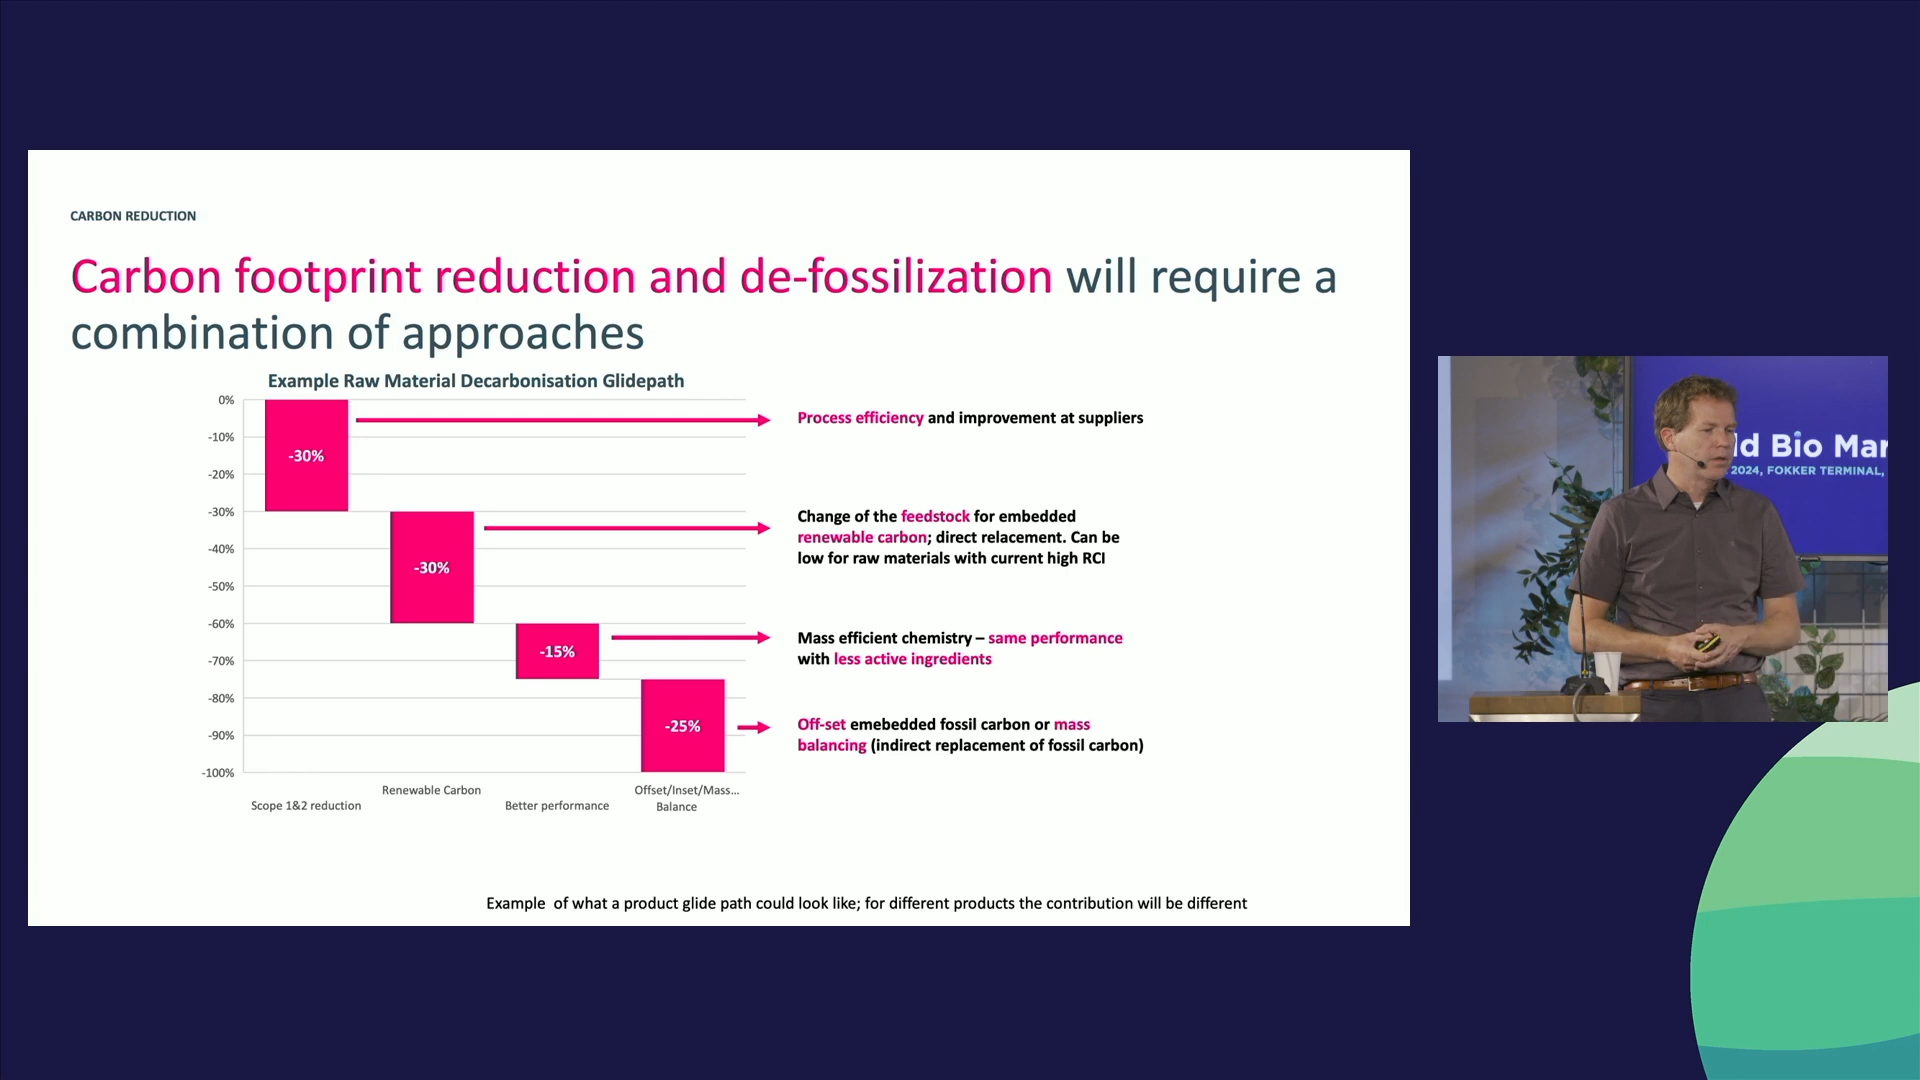 CARBON REDUCTION
Carbon footprint reduction and de-fossilization will require a
combination of approaches
Example Raw Material Decarbonisation Glidepath
0%
-10%
-20%
-30%
-40%
-50%
-60%
-70%
-80%
-90%
-100%
-30%
-30%
-15%
-25%
Scope 1&2 reduction
Renewable Carbon
Better performance
Offset/Inset/Mass...
Balance
Process efficiency and improvement at suppliers
Change of the feedstock for embedded
renewable carbon; direct relacement. Can be
low for raw materials with current high RCI
Mass efficient chemistry – same performance
with less active ingredients
Off-set emebedded fossil carbon or mass
balancing (indirect replacement of fossil carbon)
Example of what a product glide path could look like; for different products the contribution will be different
ld Bio Mar
2024, FOKKER TERMINAL,